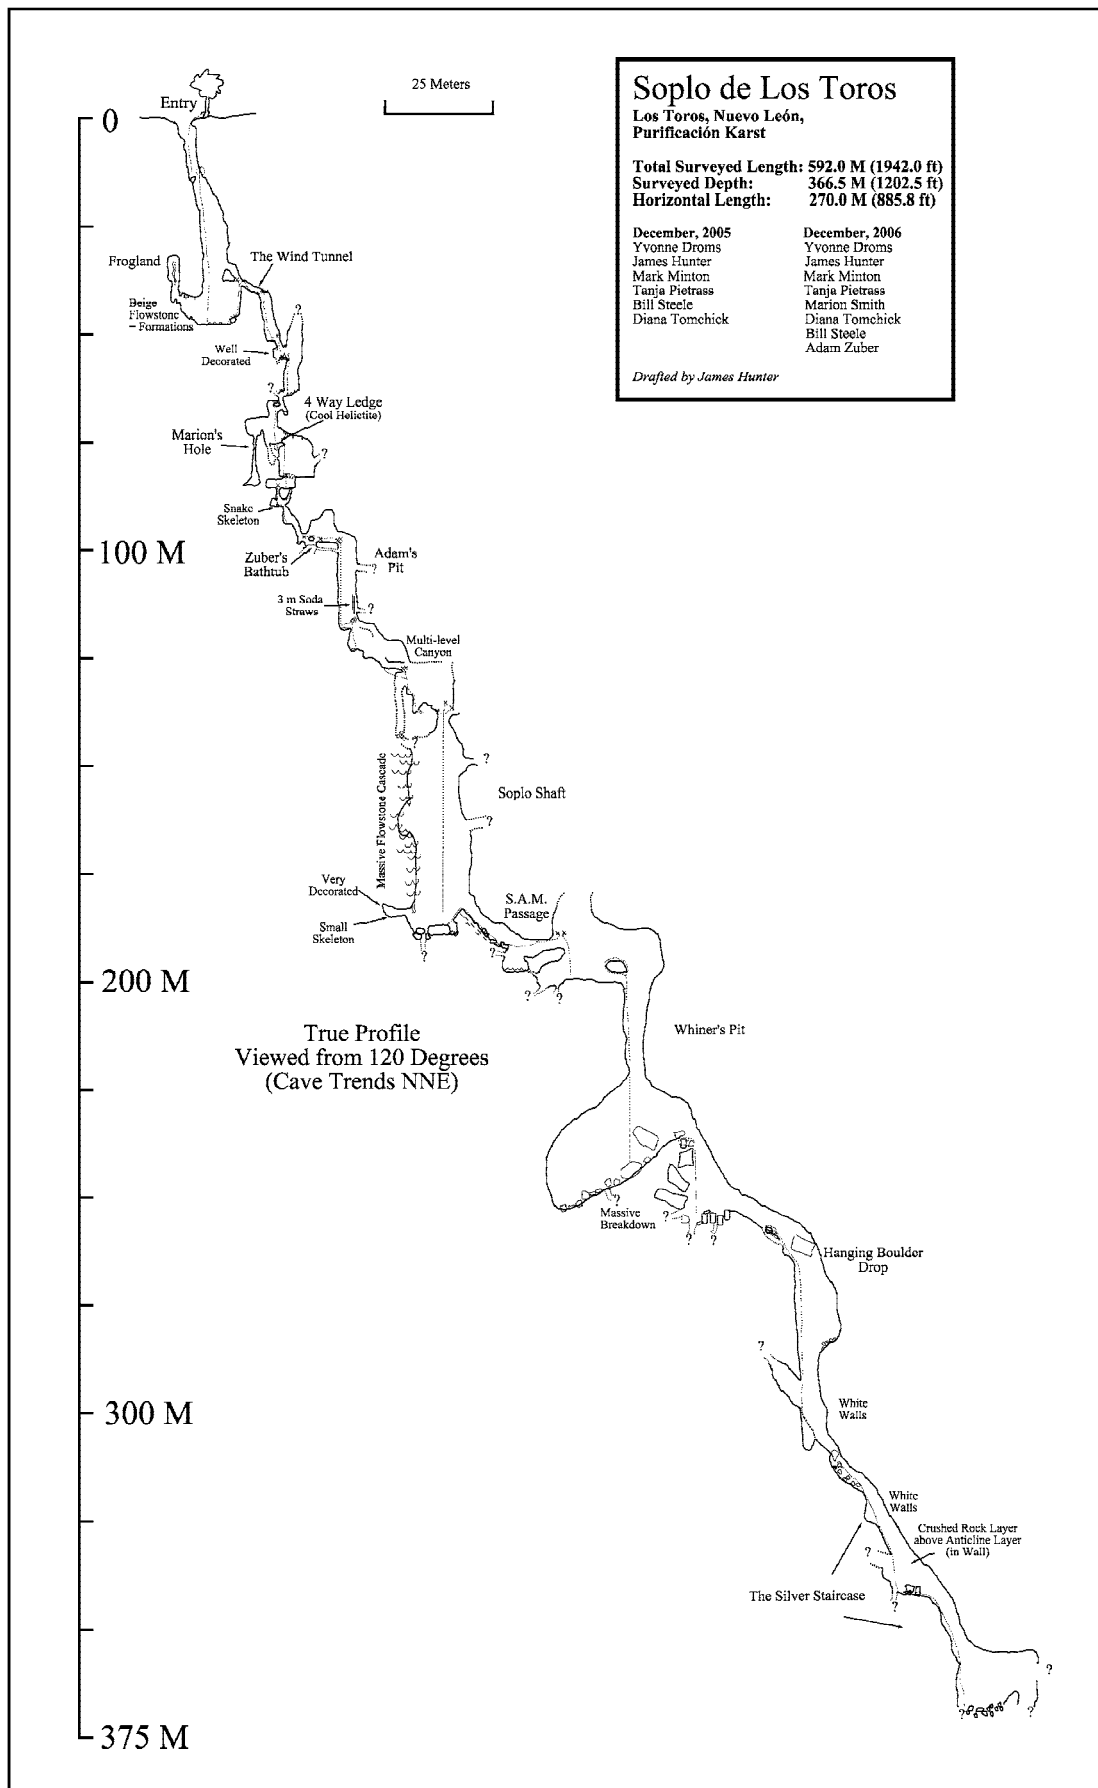 Entry
25 Meters
Soplo de Los Toros
Los Toros, Nuevo León,
Purificación Karst
Total Surveyed Length: 592.0 M (1942.0 ft)
Surveyed Depth: 366.5 M (1202.5 ft)
Horizontal Length: 270.0 M (885.8 ft)
December, 2005
Yvonne Droms
James Hunter
Mark Minton
Tanja Pietrass
Bill Steele
Diana Tomchick
December, 2006
Yvonne Droms
James Hunter
Mark Minton
Tanja Pietrass
Marion Smith
Diana Tomchick
Bill Steele
Adam Zuber
Drafted by James Hunter
0
Frogland
The Wind Tunnel
Beige
Flowstone
– Formations
?
Well
Decorated
?
4 Way Ledge
(Cool Helictite)
Marion's
Hole
?
Snake
Skeleton
100 M
Zuber's
Bathtub
Adam's
Pit
?
3 m Soda
Straws
?
Multi-level
Canyon
?
Massive Flowstone Cascade
Soplo Shaft
?
Very
Decorated
Small
Skeleton
?
S.A.M.
Passage
?
?
?
200 M
Whiner's Pit
True Profile
Viewed from 120 Degrees
(Cave Trends NNE)
?
Massive
Breakdown
?
?
?
Hanging Boulder
Drop
?
300 M
White
Walls
White
Walls
Crushed Rock Layer
above Anticline Layer
(in Wall)
?
The Silver Staircase
?
?
?
?
375 M